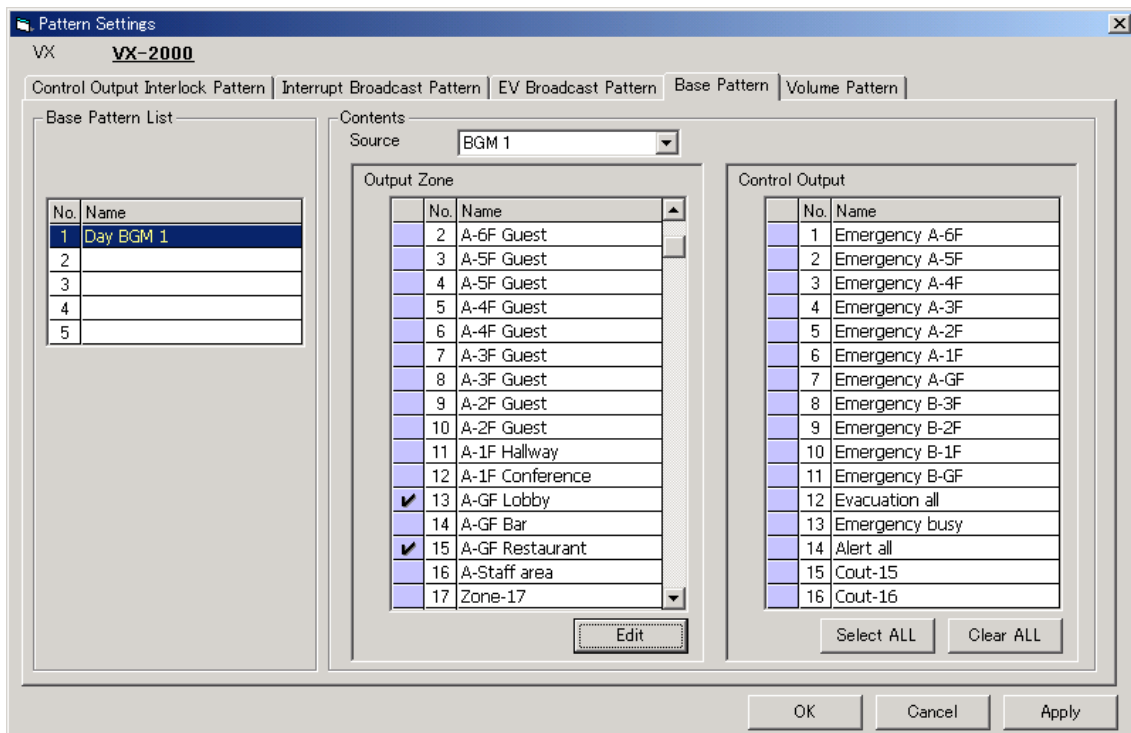 Pattern Settings
VX VX-2000
Control Output Interlock Pattern Interrupt Broadcast Pattern EV Broadcast Pattern Base Pattern Volume Pattern
Base Pattern List
No. Name
1 Day BGM 1
2
3
4
5
Contents
Source BGM 1
Output Zone
No. Name
2 A-6F Guest
3 A-5F Guest
4 A-5F Guest
5 A-4F Guest
6 A-4F Guest
7 A-3F Guest
8 A-3F Guest
9 A-2F Guest
10 A-2F Guest
11 A-1F Hallway
12 A-1F Conference
13 A-GF Lobby
14 A-GF Bar
15 A-GF Restaurant
16 A-Staff area
17 Zone-17
Edit
Control Output
No. Name
1 Emergency A-6F
2 Emergency A-5F
3 Emergency A-4F
4 Emergency A-3F
5 Emergency A-2F
6 Emergency A-1F
7 Emergency A-GF
8 Emergency B-3F
9 Emergency B-2F
10 Emergency B-1F
11 Emergency B-GF
12 Evacuation all
13 Emergency busy
14 Alert all
15 Cout-15
16 Cout-16
Select ALL Clear ALL
OK Cancel Apply